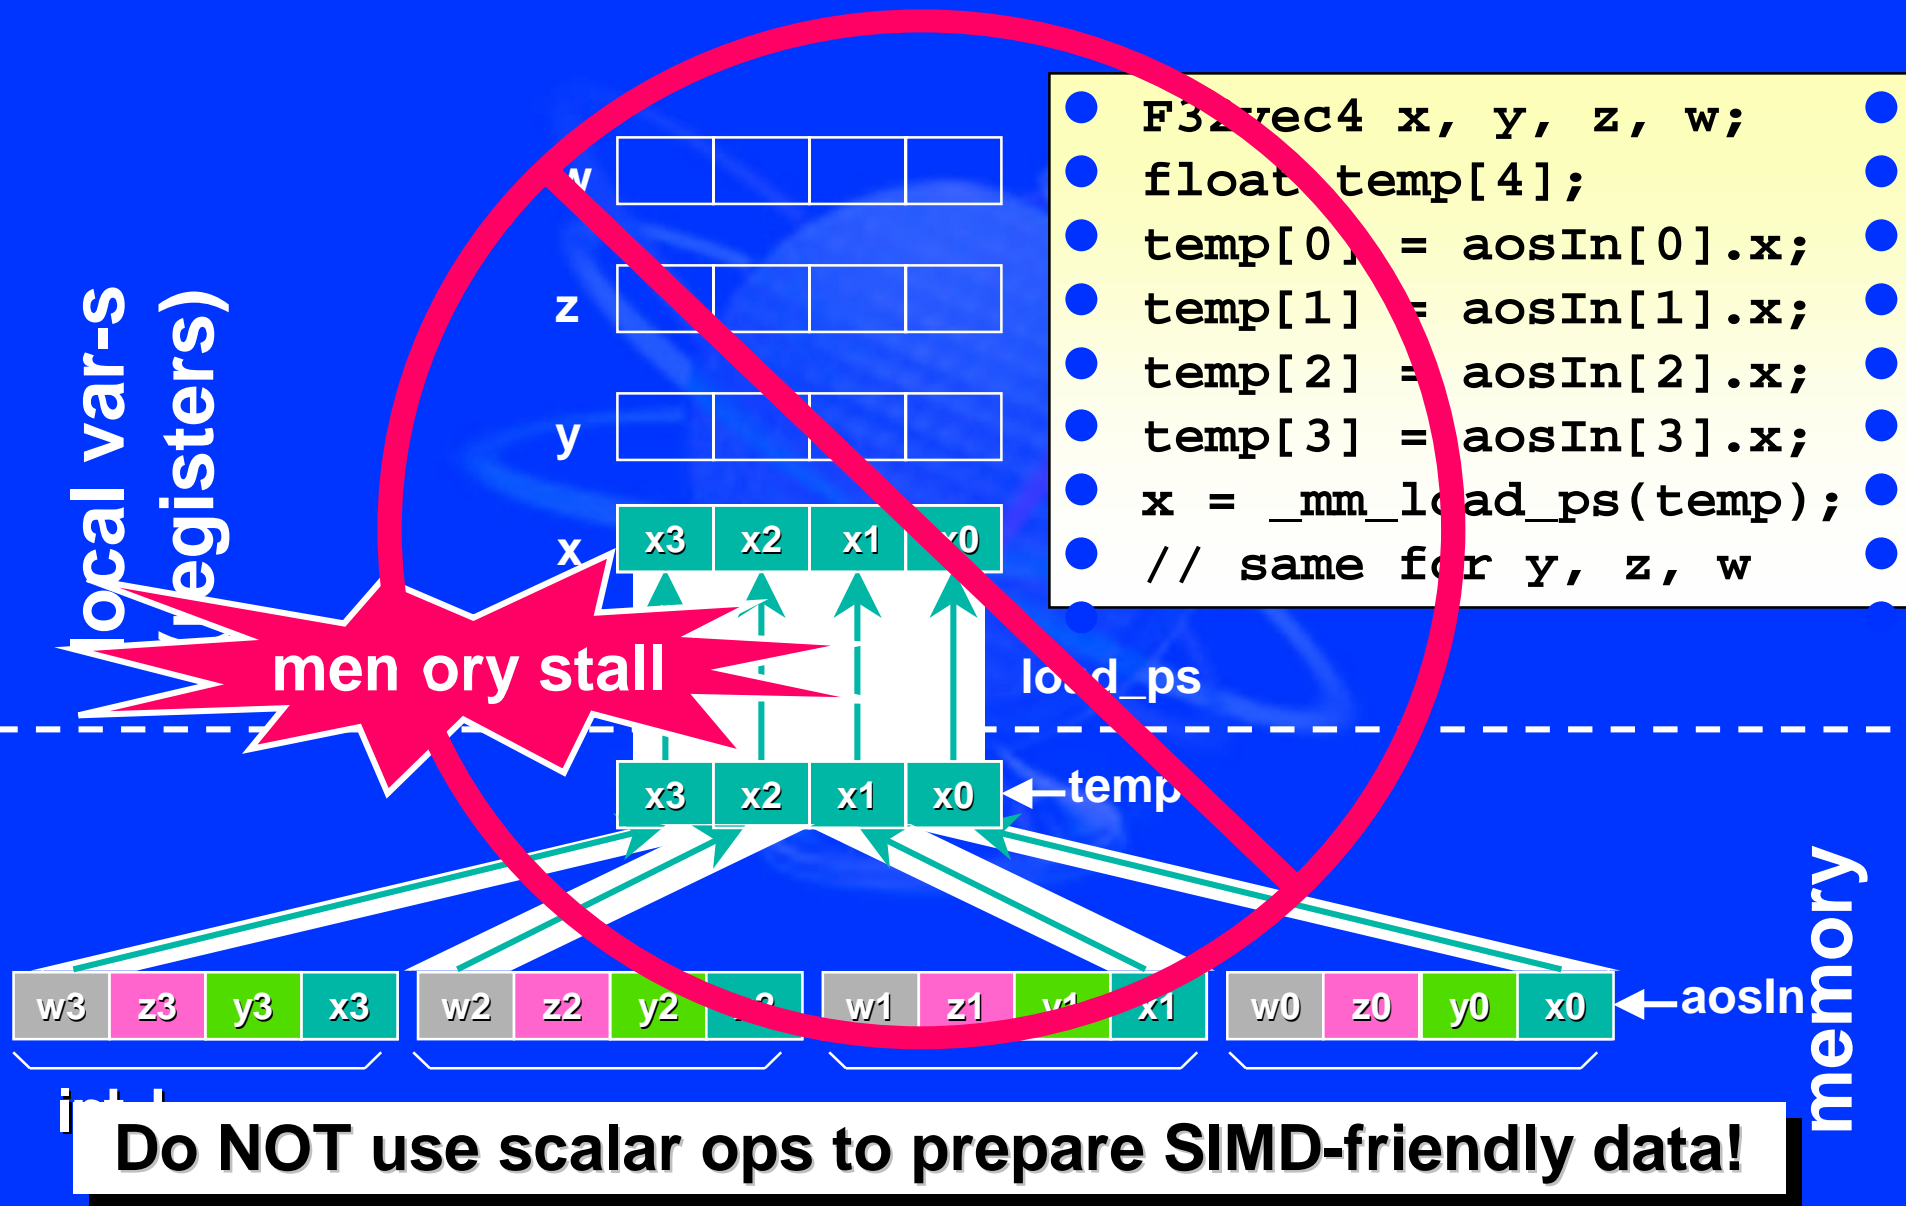 F32vec4 x, y, z, w;
float temp[4];
temp[0] = aosIn[0].x;
temp[1] = aosIn[1].x;
temp[2] = aosIn[2].x;
temp[3] = aosIn[3].x;
x = _mm_load_ps(temp);
// same for y, z, w
local var-s
(registers)
w
z
y
x
x3 x2 x1 x0
memory stall
load_ps
x3 x2 x1 x0
temp
w3 z3 y3 x3 w2 z2 y2 x2 w1 z1 y1 x1 w0 z0 y0 x0
aosIn
memory
Do NOT use scalar ops to prepare SIMD-friendly data!